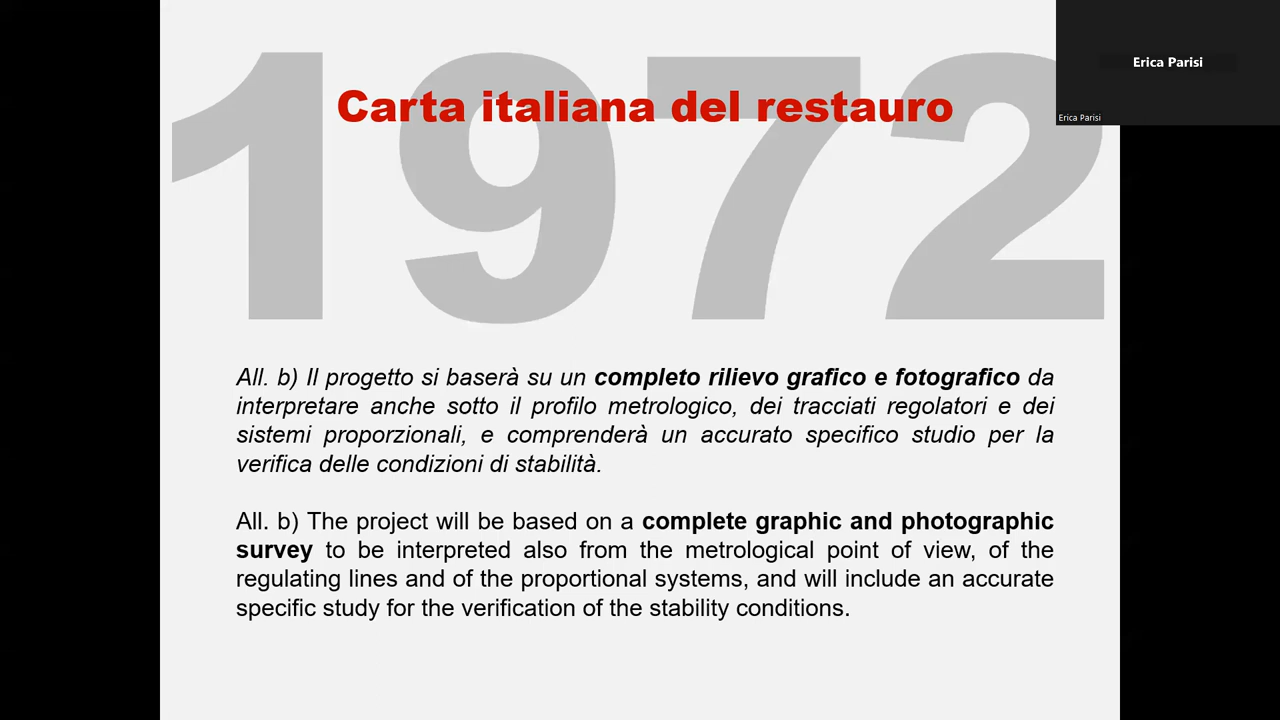 1972
Carta italiana del restauro
Erica Parisi
Erica Parisi
All. b) Il progetto si baserà su un completo rilievo grafico e fotografico da
interpretare anche sotto il profilo metrologico, dei tracciati regolatori e dei
sistemi proporzionali, e comprenderà un accurato specifico studio per la
verifica delle condizioni di stabilità.
All. b) The project will be based on a complete graphic and photographic
survey to be interpreted also from the metrological point of view, of the
regulating lines and of the proportional systems, and will include an accurate
specific study for the verification of the stability conditions.